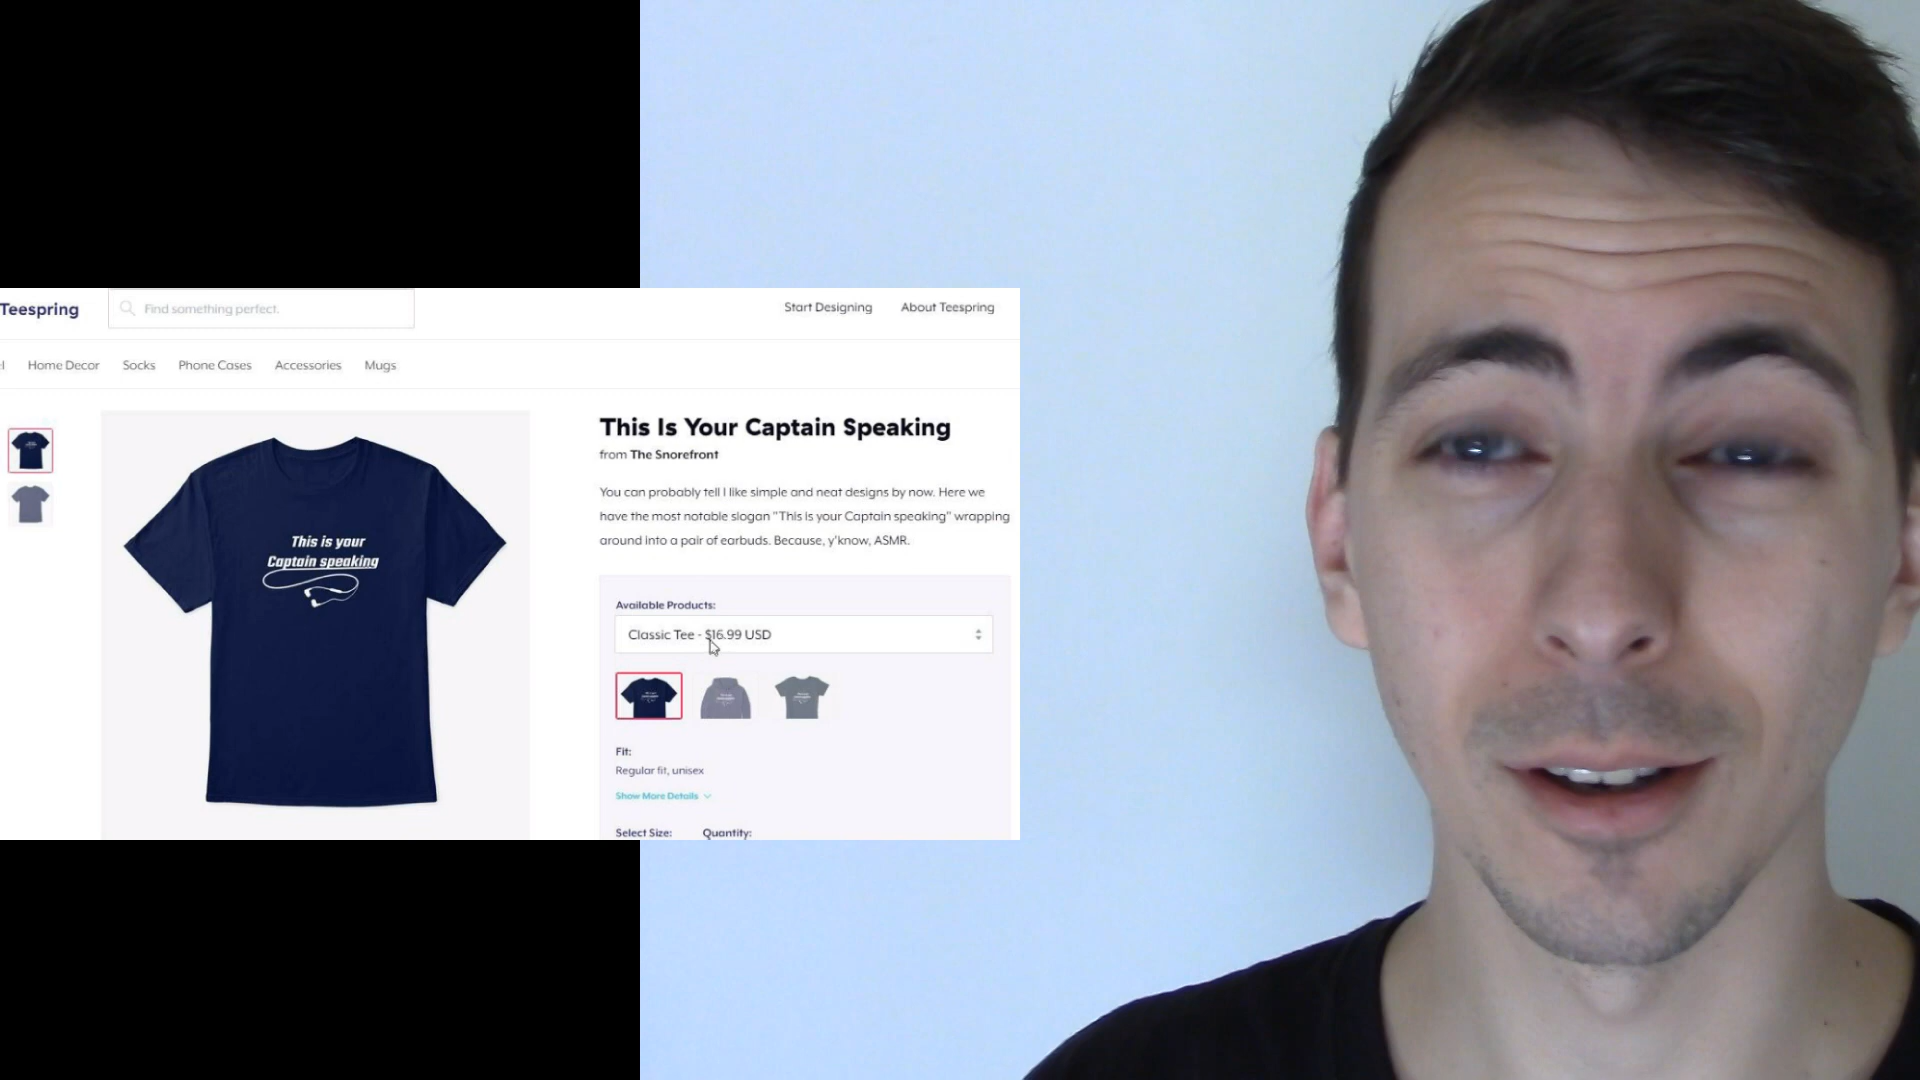 Teespring
Find something perfect.
Start Designing
About Teespring
Home Decor
Socks
Phone Cases
Accessories
Mugs
This Is Your Captain Speaking
from The Snorefront
You can probably tell I like simple and neat designs by now. Here we
have the most notable slogan "This is your Captain speaking" wrapping
around into a pair of earbuds. Because, y'know, ASMR.
This is your
Captain speaking
Available Products:
Classic Tee - $16.99 USD
Fit:
Regular fit, unisex
Show More Details
Select Size:
Quantity: